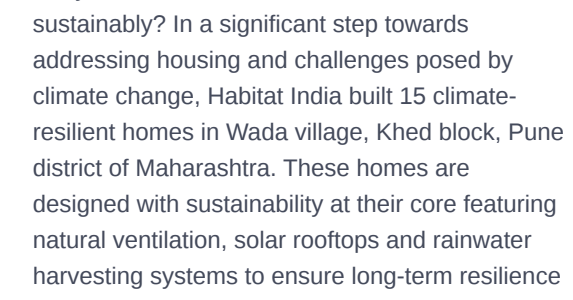 sustainably? In a significant step towards
addressing housing and challenges posed by
climate change, Habitat India built 15 climate-
resilient homes in Wada village, Khed block, Pune
district of Maharashtra. These homes are
designed with sustainability at their core featuring
natural ventilation, solar rooftops and rainwater
harvesting systems to ensure long-term resilience